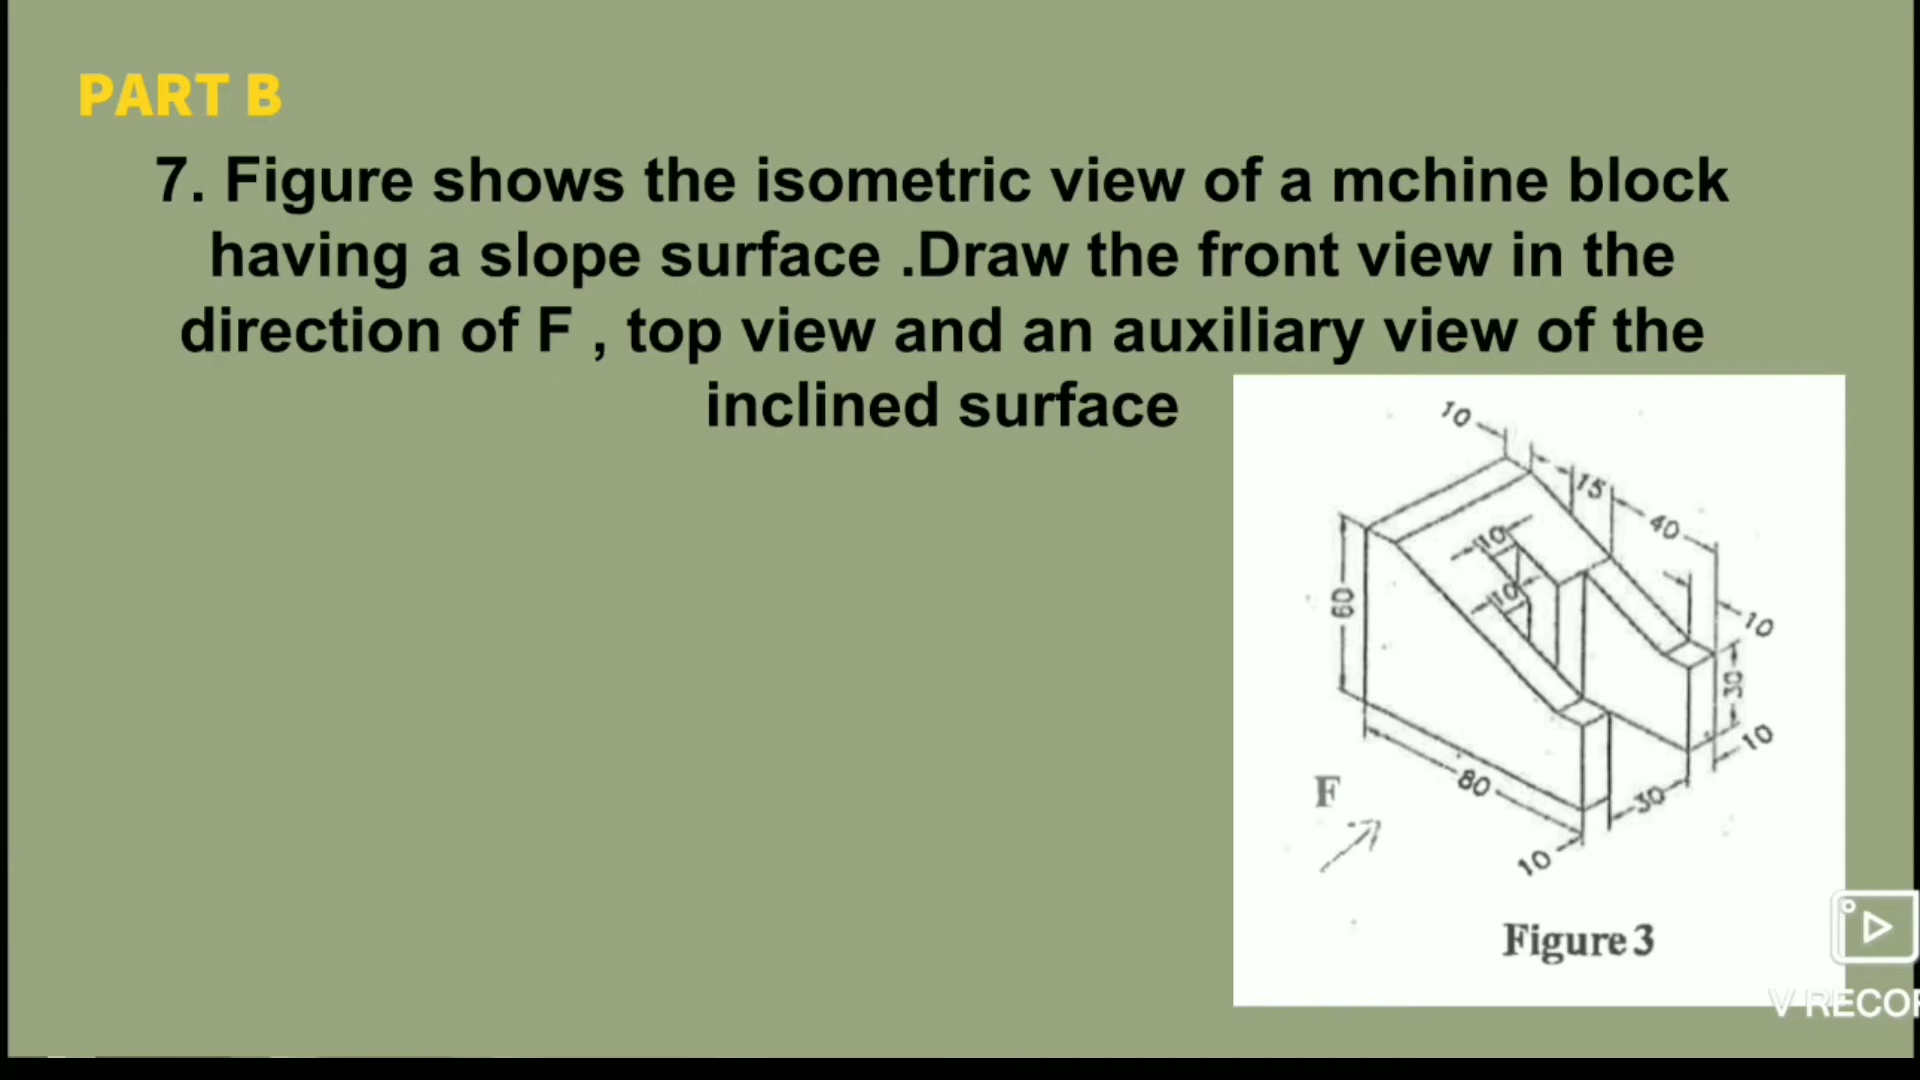 PART B
7. Figure shows the isometric view of a mchine block
having a slope surface .Draw the front view in the
direction of F , top view and an auxiliary view of the
inclined surface
10
15
40
10
10
60
10
30
10
80
30
10
F
Figure 3
V RECOR